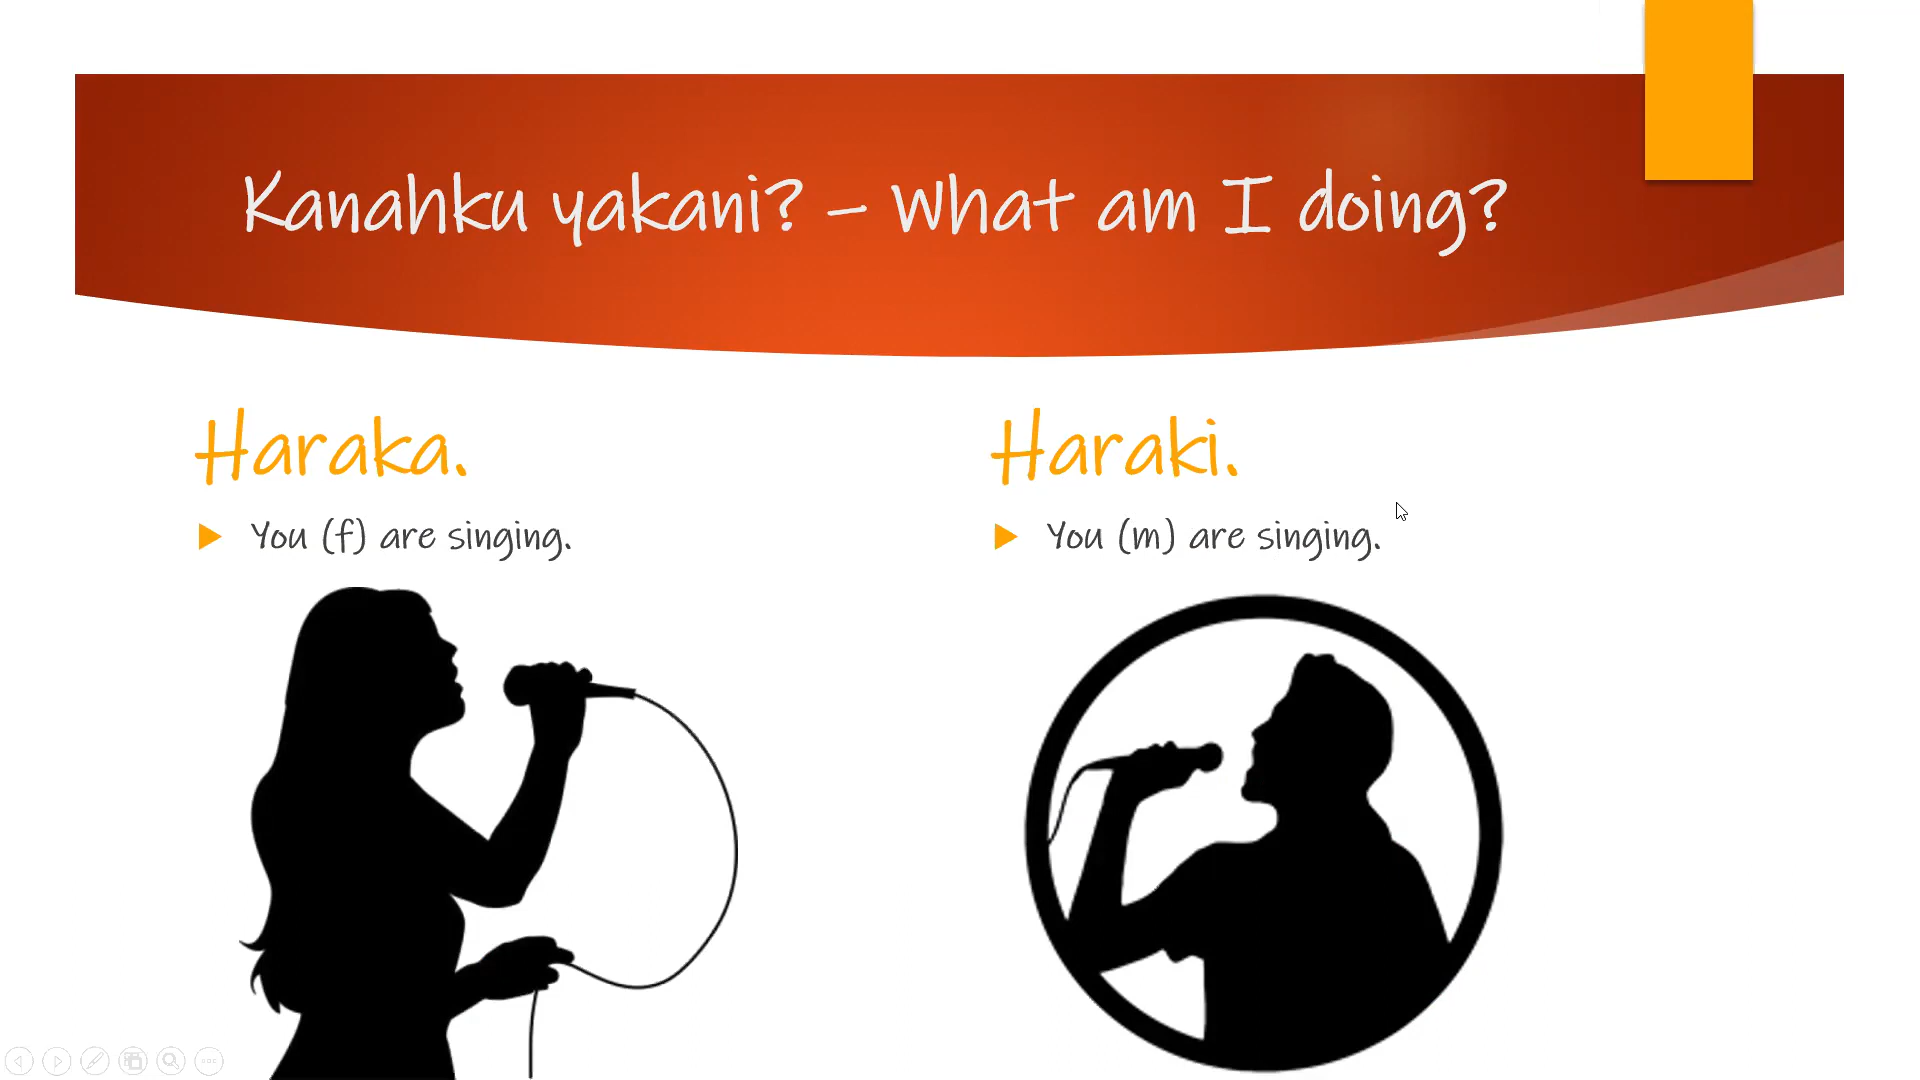 Kanahku yakani? – What am I doing?
Haraka.
You (f) are singing.
Haraki.
You (m) are singing.